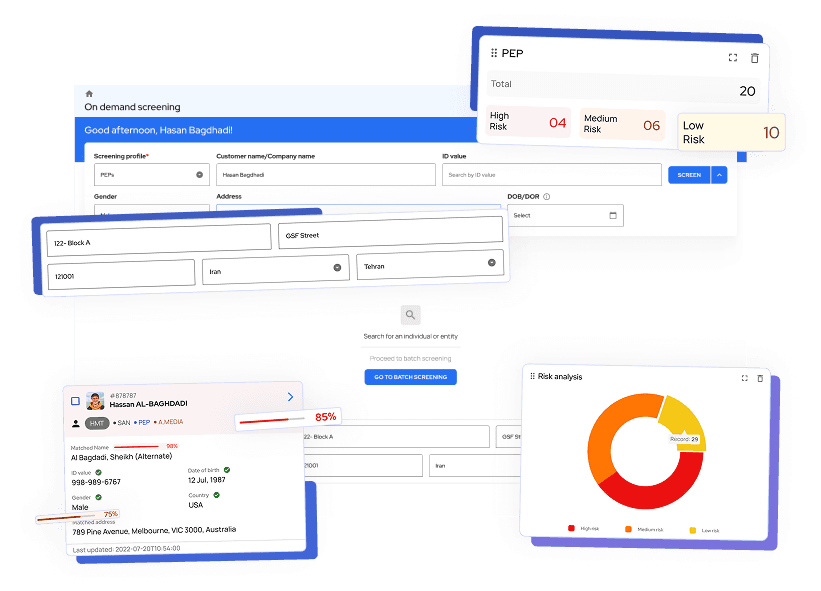 PEP
Total
20
High Risk
04
Medium Risk
06
Low Risk
10
On demand screening
Good afternoon, Hasan Bagdhadi!
Screening profile*
Customer name/Company name
ID value
PEPs
Hasan Bagdhadi
Search by ID value
SCREEN
Gender
Address
DOB/DOR
Select
122- Block A
GSF Street
121001
Iran
Tehran
Search for an individual or entity
Proceed to batch screening
GO TO BATCH SCREENING
#878787
Hassan AL-BAGHDADI
HMT
SAN
PEP
A.MEDIA
85%
Matched Name
98%
Al Bagdadi, Sheikh (Alternate)
ID value
Date of birth
998-989-6767
12 Jul, 1987
Gender
Country
Male
USA
75%
Matched address
789 Pine Avenue, Melbourne, VIC 3000, Australia
Last updated: 2022-07-20T10:54:00
22- Block A
GSF St
21001
Iran
Risk analysis
Record: 29
High risk
Medium risk
Low risk